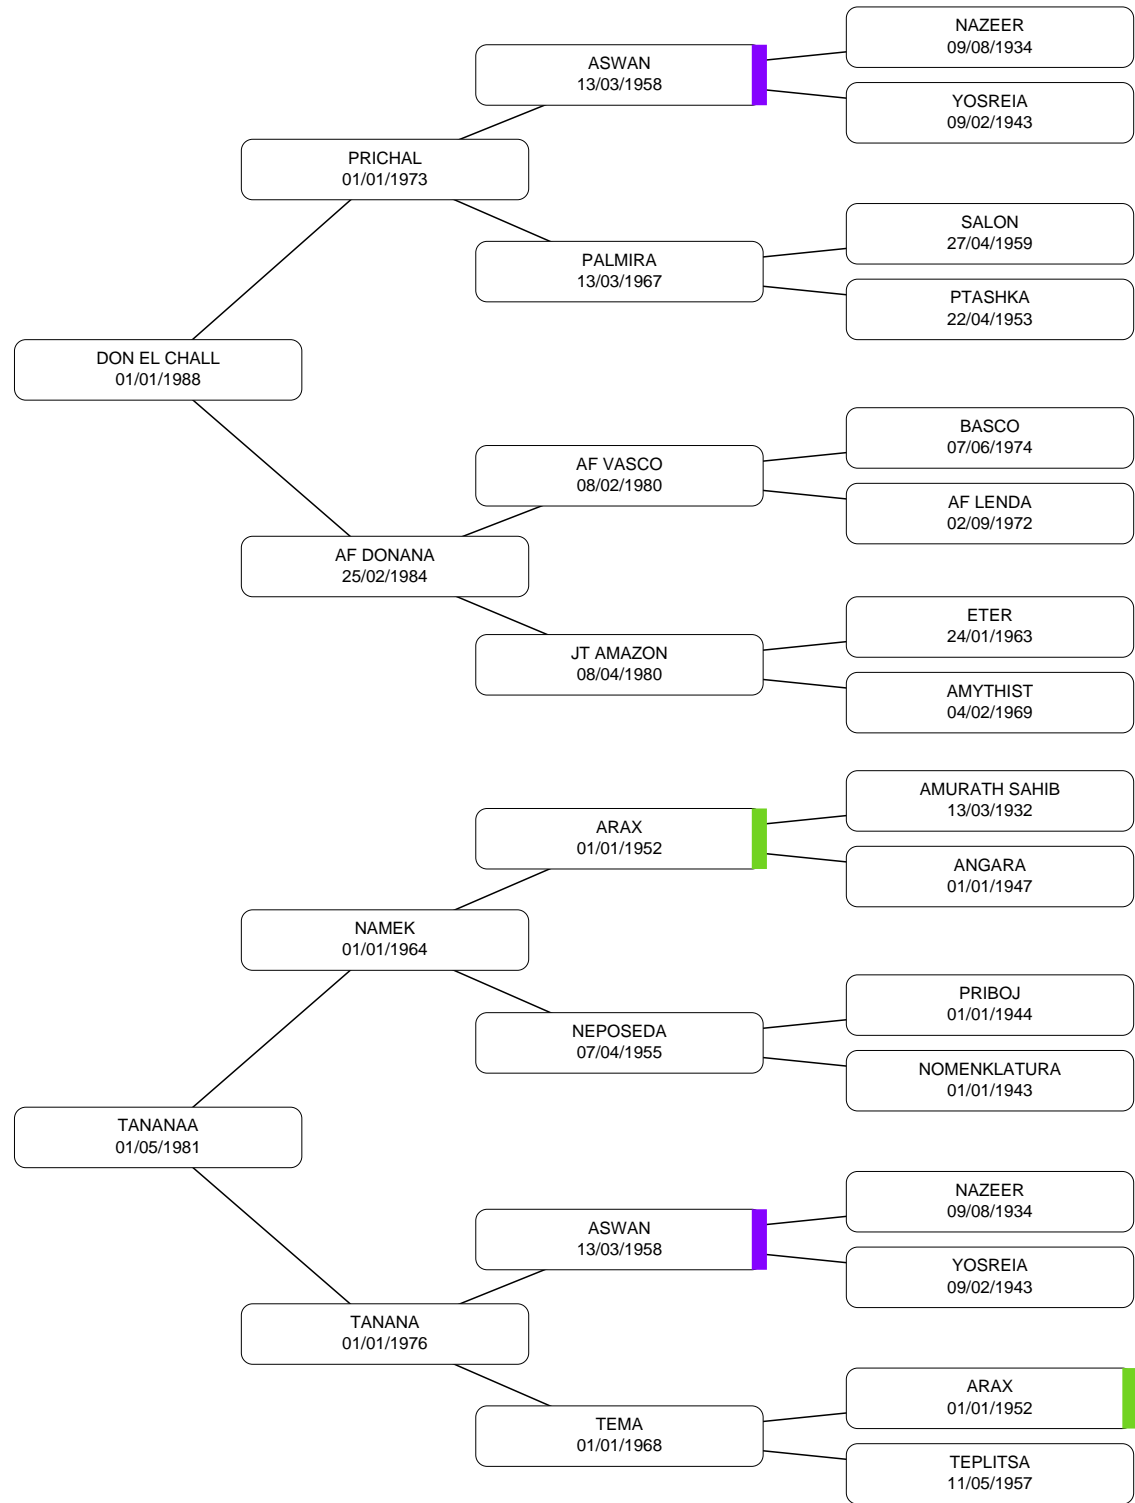 NAZEER
09/08/1934
ASWAN
13/03/1958
YOSREIA
09/02/1943
PRICHAL
01/01/1973
SALON
27/04/1959
PALMIRA
13/03/1967
PTASHKA
22/04/1953
DON EL CHALL
01/01/1988
BASCO
07/06/1974
AF VASCO
08/02/1980
AF LENDA
02/09/1972
AF DONANA
25/02/1984
ETER
24/01/1963
JT AMAZON
08/04/1980
AMYTHIST
04/02/1969
AMURATH SAHIB
13/03/1932
ARAX
01/01/1952
ANGARA
01/01/1947
NAMEK
01/01/1964
PRIBOJ
01/01/1944
NEPOSEDA
07/04/1955
NOMENKLATURA
01/01/1943
TANANAA
01/05/1981
NAZEER
09/08/1934
ASWAN
13/03/1958
YOSREIA
09/02/1943
TANANA
01/01/1976
ARAX
01/01/1952
TEMA
01/01/1968
TEPLITSA
11/05/1957